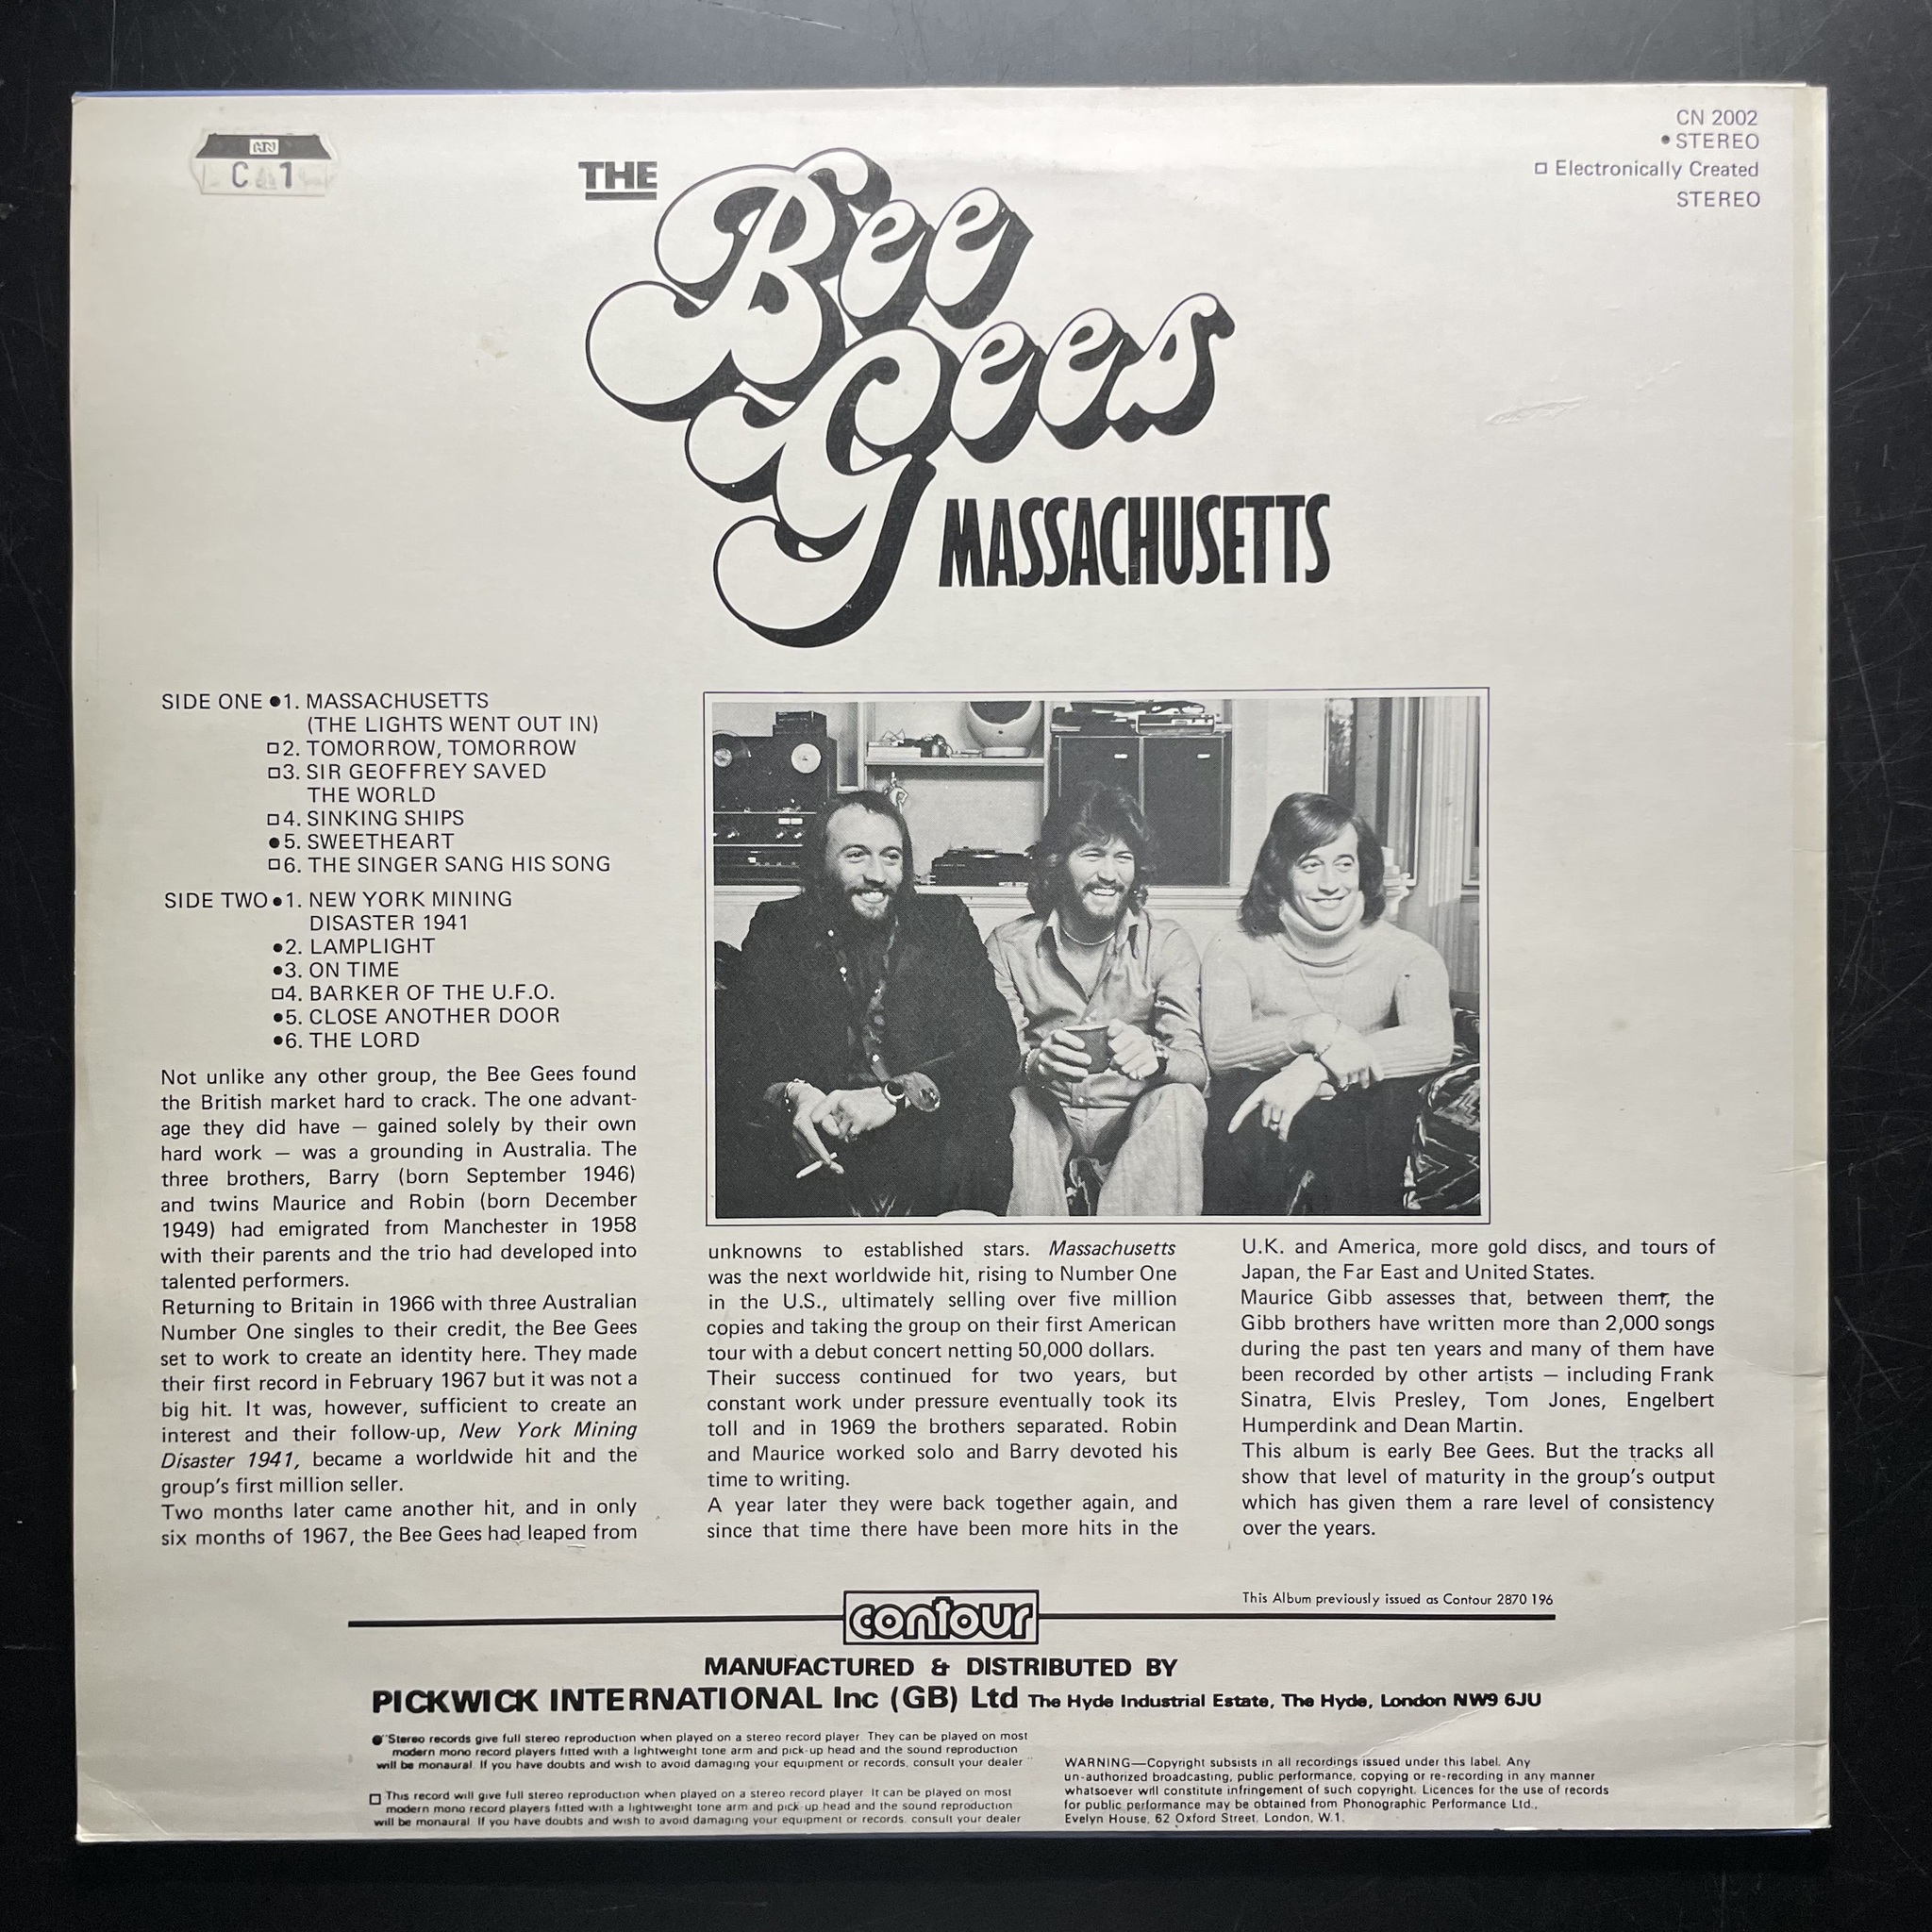 C 1
CN 2002
● STEREO
□ Electronically Created
STEREO
THE
Bee
Gees
MASSACHUSETTS
SIDE ONE ●1. MASSACHUSETTS
(THE LIGHTS WENT OUT IN)
□2. TOMORROW, TOMORROW
□3. SIR GEOFFREY SAVED
THE WORLD
□4. SINKING SHIPS
●5. SWEETHEART
□6. THE SINGER SANG HIS SONG
SIDE TWO ●1. NEW YORK MINING
DISASTER 1941
●2. LAMPLIGHT
●3. ON TIME
□4. BARKER OF THE U.F.O.
●5. CLOSE ANOTHER DOOR
●6. THE LORD
Not unlike any other group, the Bee Gees found
the British market hard to crack. The one advant-
age they did have — gained solely by their own
hard work — was a grounding in Australia. The
three brothers, Barry (born September 1946)
and twins Maurice and Robin (born December
1949) had emigrated from Manchester in 1958
with their parents and the trio had developed into
talented performers.
Returning to Britain in 1966 with three Australian
Number One singles to their credit, the Bee Gees
set to work to create an identity here. They made
their first record in February 1967 but it was not a
big hit. It was, however, sufficient to create an
interest and their follow-up, New York Mining
Disaster 1941, became a worldwide hit and the
group's first million seller.
Two months later came another hit, and in only
six months of 1967, the Bee Gees had leaped from
unknowns to established stars. Massachusetts
was the next worldwide hit, rising to Number One
in the U.S., ultimately selling over five million
copies and taking the group on their first American
tour with a debut concert netting 50,000 dollars.
Their success continued for two years, but
constant work under pressure eventually took its
toll and in 1969 the brothers separated. Robin
and Maurice worked solo and Barry devoted his
time to writing.
A year later they were back together again, and
since that time there have been more hits in the
U.K. and America, more gold discs, and tours of
Japan, the Far East and United States.
Maurice Gibb assesses that, between them, the
Gibb brothers have written more than 2,000 songs
during the past ten years and many of them have
been recorded by other artists — including Frank
Sinatra, Elvis Presley, Tom Jones, Engelbert
Humperdink and Dean Martin.
This album is early Bee Gees. But the tracks all
show that level of maturity in the group's output
which has given them a rare level of consistency
over the years.
This Album previously issued as Contour 2870 196
contour
MANUFACTURED & DISTRIBUTED BY
PICKWICK INTERNATIONAL Inc (GB) Ltd The Hyde Industrial Estate, The Hyde, London NW9 6JU
● "Stereo records give full stereo reproduction when played on a stereo record player. They can be played on most
modern mono record players fitted with a lightweight tone arm and pick-up head and the sound reproduction
will be monaural. If you have doubts and wish to avoid damaging your equipment or records, consult your dealer."
□ This record will give full stereo reproduction when played on a stereo record player. It can be played on most
modern mono record players fitted with a lightweight tone arm and pick up head and the sound reproduction
will be monaural. If you have doubts and wish to avoid damaging your equipment or records, consult your dealer
WARNING—Copyright subsists in all recordings issued under this label. Any
un-authorized broadcasting, public performance, copying or re-recording in any manner
whatsoever will constitute infringement of such copyright. Licences for the use of records
for public performance may be obtained from Phonographic Performance Ltd.,
Evelyn House, 62 Oxford Street, London, W.1.